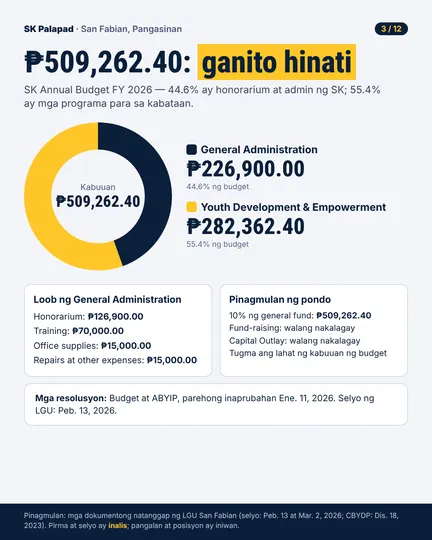 SK Palapad · San Fabian, Pangasinan
3 / 12
₱509,262.40: ganito hinati
SK Annual Budget FY 2026 — 44.6% ay honorarium at admin ng SK; 55.4%
ay mga programa para sa kabataan.
Kabuuan
₱509,262.40
General Administration
₱226,900.00
44.6% ng budget
Youth Development & Empowerment
₱282,362.40
55.4% ng budget
Loob ng General Administration
Honorarium: ₱126,900.00
Training: ₱70,000.00
Office supplies: ₱15,000.00
Repairs at other expenses: ₱15,000.00
Pinagmulan ng pondo
10% ng general fund: ₱509,262.40
Fund-raising: walang nakalagay
Capital Outlay: walang nakalagay
Tugma ang lahat ng kabuuan ng budget
Mga resolusyon: Budget at ABYIP, parehong inaprubahan Ene. 11, 2026. Selyo ng
LGU: Peb. 13, 2026.
Pinagmulan: mga dokumentong natanggap ng LGU San Fabian (selyo: Peb. 13 at Mar. 2, 2026; CBYDP: Dis. 18,
2023). Pirma at selyo ay inalis; pangalan at posisyon ay iniwan.